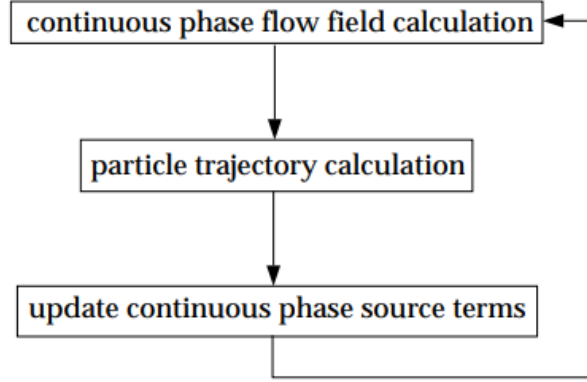 continuous phase flow field calculation
particle trajectory calculation
update continuous phase source terms